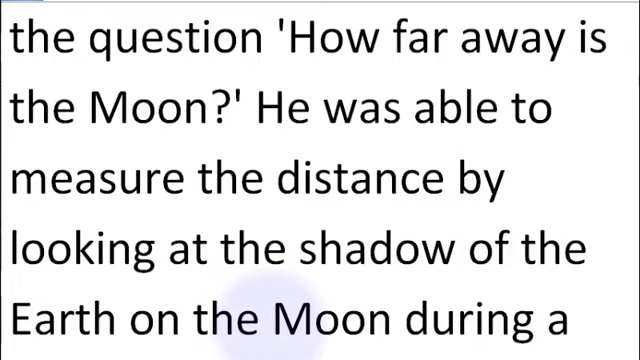 the question 'How far away is
the Moon?' He was able to
measure the distance by
looking at the shadow of the
Earth on the Moon during a